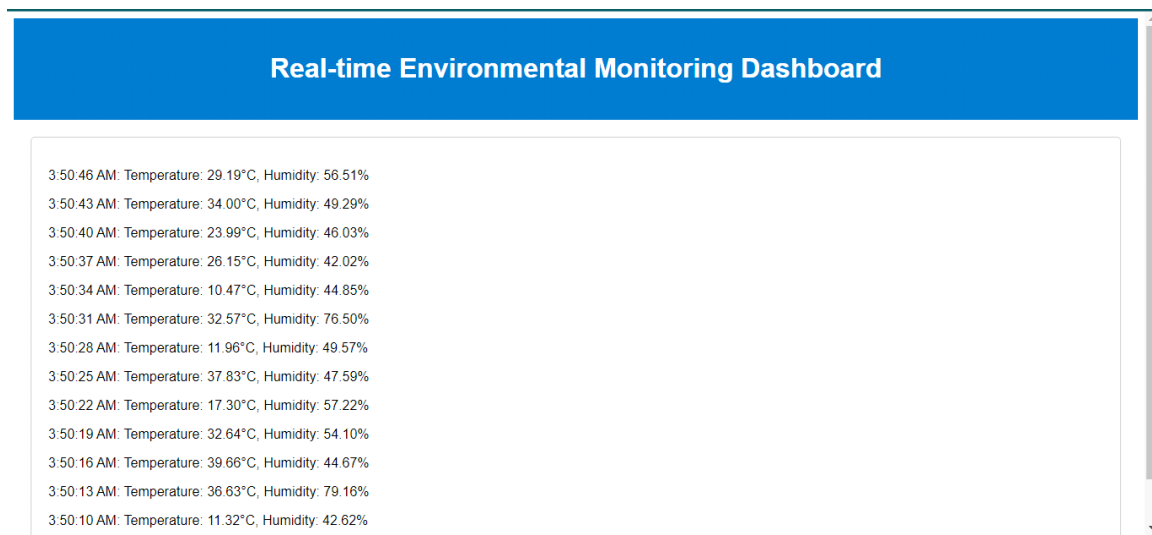 Real-time Environmental Monitoring Dashboard
3:50:46 AM: Temperature: 29.19°C, Humidity: 56.51%
3:50:43 AM: Temperature: 34.00°C, Humidity: 49.29%
3:50:40 AM: Temperature: 23.99°C, Humidity: 46.03%
3:50:37 AM: Temperature: 26.15°C, Humidity: 42.02%
3:50:34 AM: Temperature: 10.47°C, Humidity: 44.85%
3:50:31 AM: Temperature: 32.57°C, Humidity: 76.50%
3:50:28 AM: Temperature: 11.96°C, Humidity: 49.57%
3:50:25 AM: Temperature: 37.83°C, Humidity: 47.59%
3:50:22 AM: Temperature: 17.30°C, Humidity: 57.22%
3:50:19 AM: Temperature: 32.64°C, Humidity: 54.10%
3:50:16 AM: Temperature: 39.66°C, Humidity: 44.67%
3:50:13 AM: Temperature: 36.63°C, Humidity: 79.16%
3:50:10 AM: Temperature: 11.32°C, Humidity: 42.62%